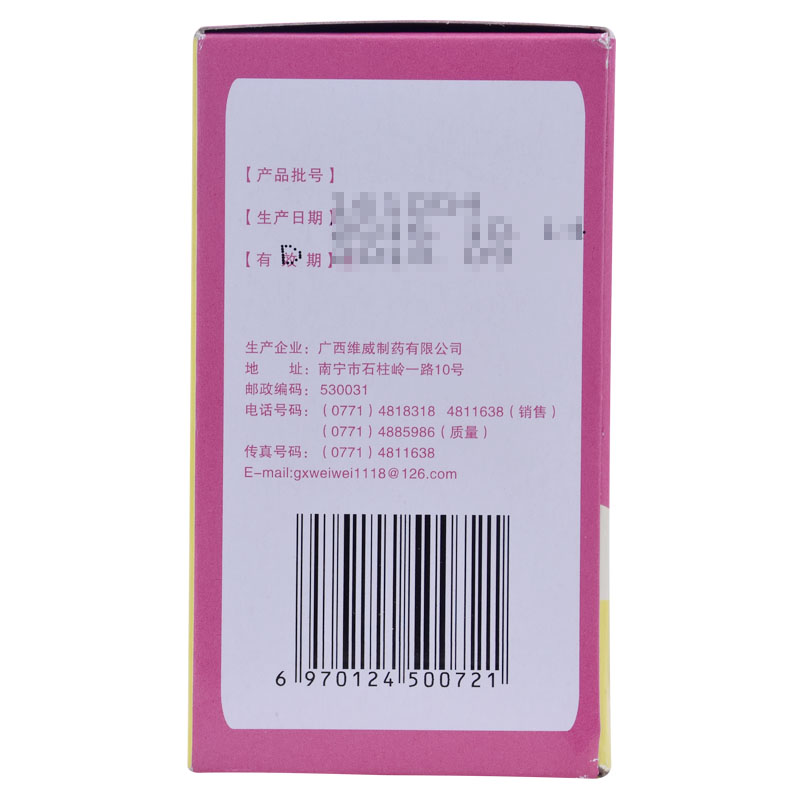 【产品批号】
【生产日期】
【有效期】
生产企业：广西维威制药有限公司
地 址：南宁市石柱岭一路10号
邮政编码：530031
电话号码：（0771）4818318 4811638（销售）
（0771）4885986（质量）
传真号码：（0771）4811638
E-mail:gxweiwei1118@126.com
6 970124 500721